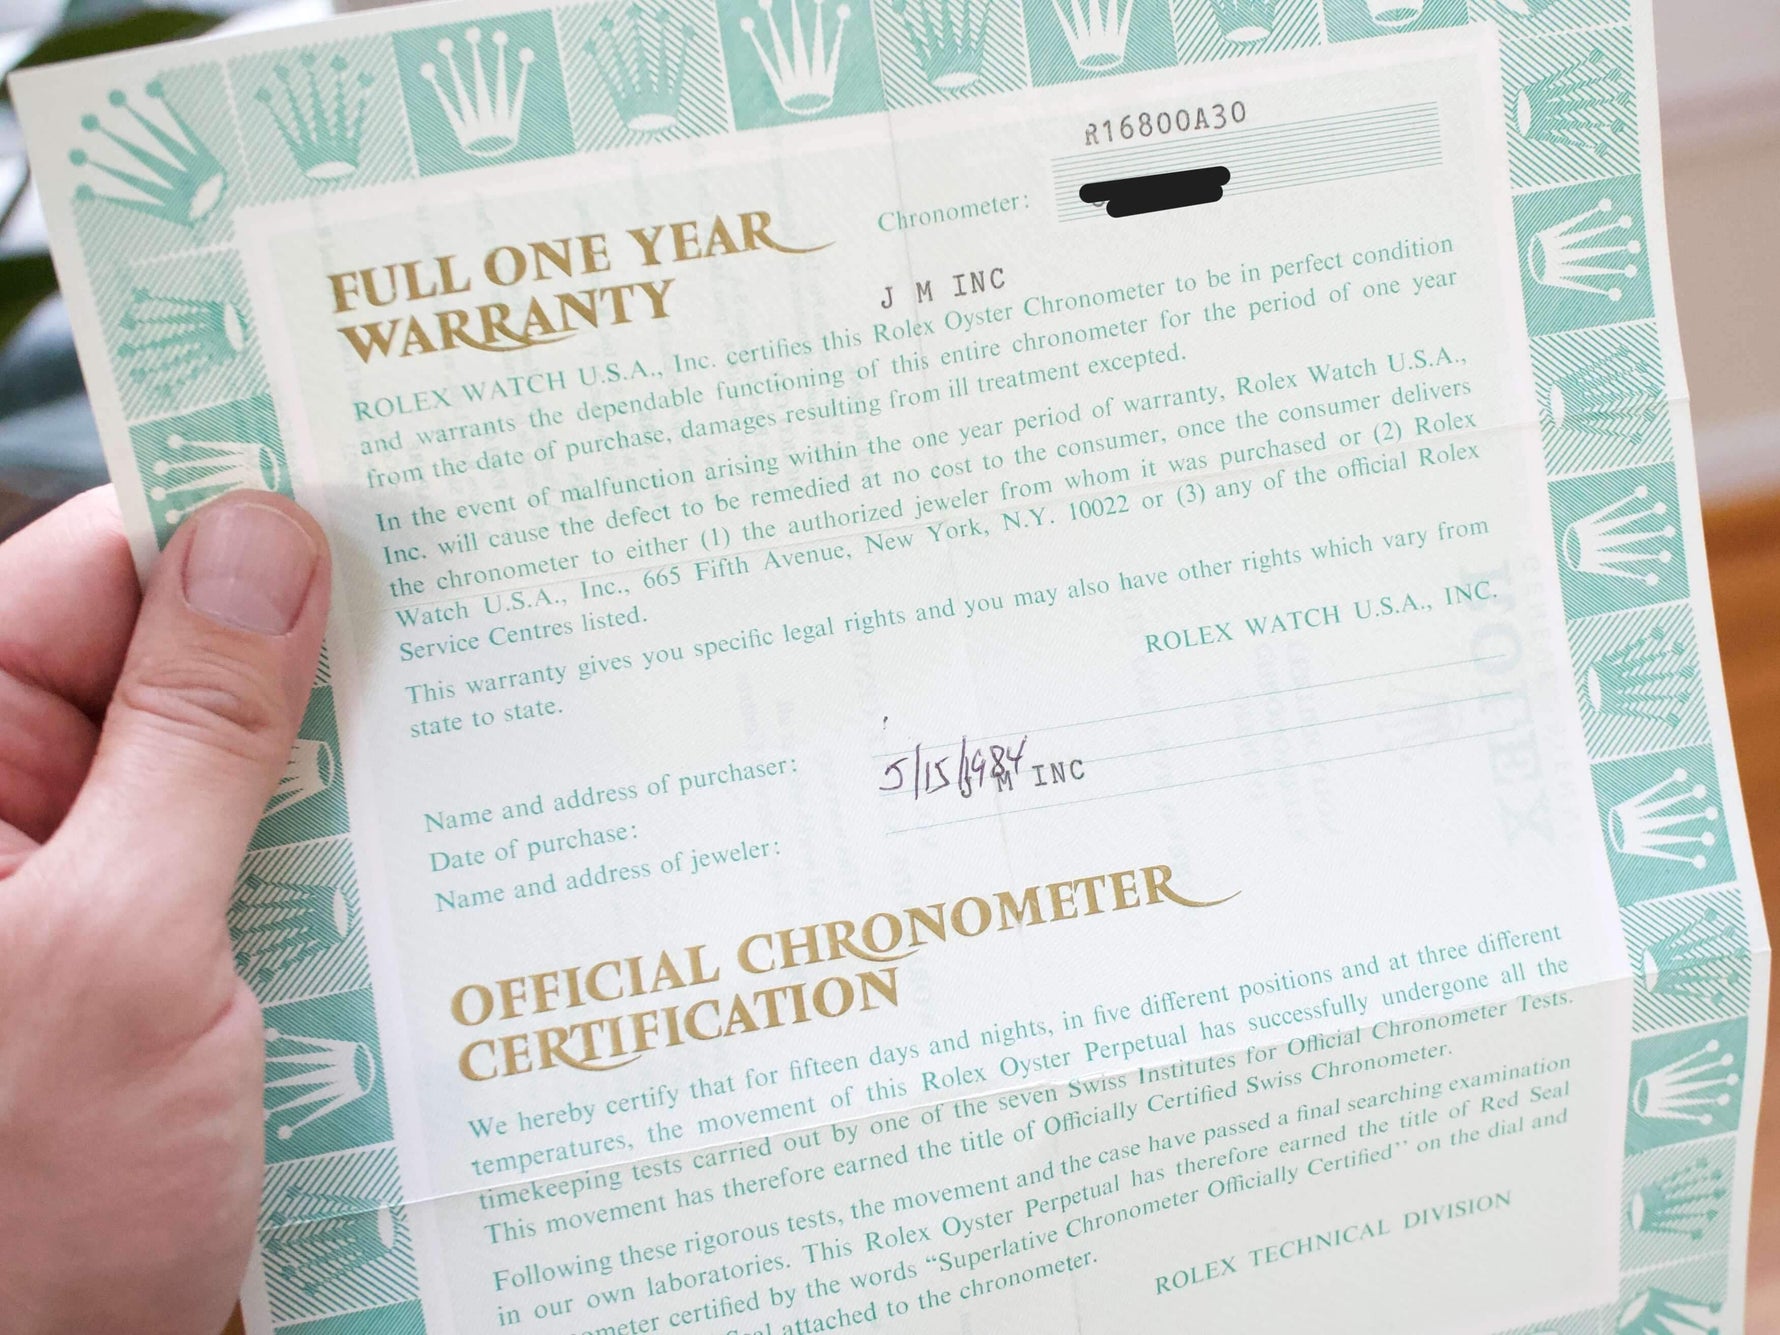 R16800A30
Chronometer:
FULL ONE YEAR
WARRANTY
J M INC
ROLEX WATCH U.S.A., Inc. certifies this Rolex Oyster Chronometer to be in perfect condition
and warrants the dependable functioning of this entire chronometer for the period of one year
from the date of purchase, damages resulting from ill treatment excepted.
In the event of malfunction arising within the one year period of warranty, Rolex Watch U.S.A.,
Inc. will cause the defect to be remedied at no cost to the consumer, once the consumer delivers
the chronometer to either (1) the authorized jeweler from whom it was purchased or (2) Rolex
Watch U.S.A., Inc., 665 Fifth Avenue, New York, N.Y. 10022 or (3) any of the official Rolex
Service Centres listed.
This warranty gives you specific legal rights and you may also have other rights which vary from
state to state.
ROLEX WATCH U.S.A., INC.
Name and address of purchaser:
Date of purchase: 5/15/1984
Name and address of jeweler: J M INC
OFFICIAL CHRONOMETER
CERTIFICATION
We hereby certify that for fifteen days and nights, in five different positions and at three different
temperatures, the movement of this Rolex Oyster Perpetual has successfully undergone all the
timekeeping tests carried out by one of the seven Swiss Institutes for Official Chronometer Tests.
This movement has therefore earned the title of Officially Certified Swiss Chronometer.
Following these rigorous tests, the movement and the case have passed a final searching examination
in our own laboratories. This Rolex Oyster Perpetual has therefore earned the title of Red Seal
meter certified by the words “Superlative Chronometer Officially Certified” on the dial and
attached to the chronometer.
ROLEX TECHNICAL DIVISION